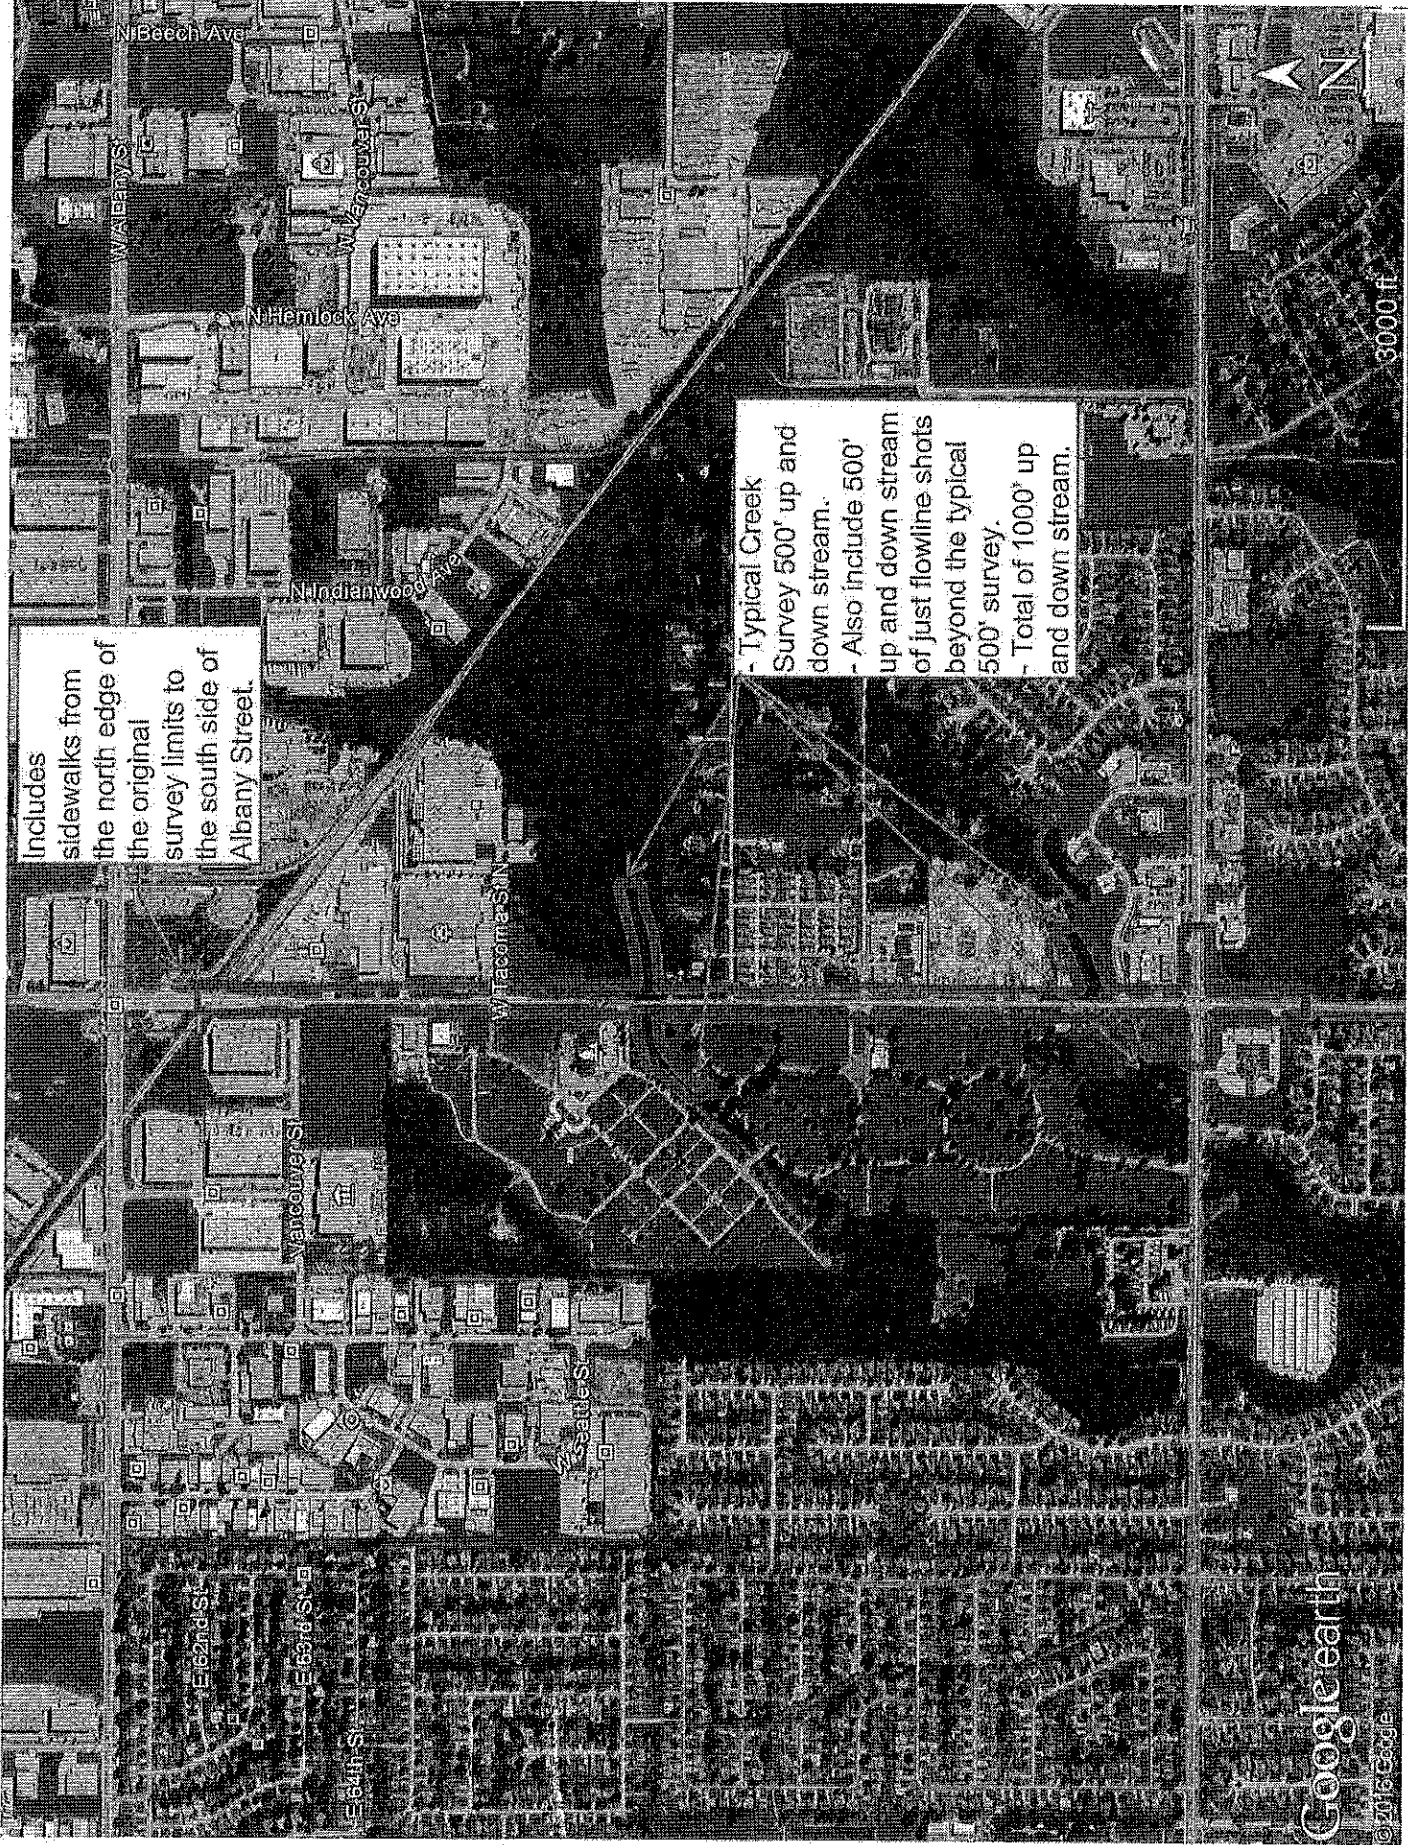 Includes
sidewalks from
the north edge of
the original
survey limits to
the south side of
Albany Street.
- Typical Creek
Survey 500' up and
down stream.
- Also include 500'
up and down stream
of just flowline shots
beyond the typical
500' survey.
- Total of 1000' up
and down stream.
N Beech Ave
W Albany St
W Vancouver St
N Hemlock Ave
N Indianwood Ave
W Tacoma St
Vancouver St
W Seattle St
E 62nd St
E 63rd St
E 64th St
N
3000 ft
Google earth
© 2016 Google